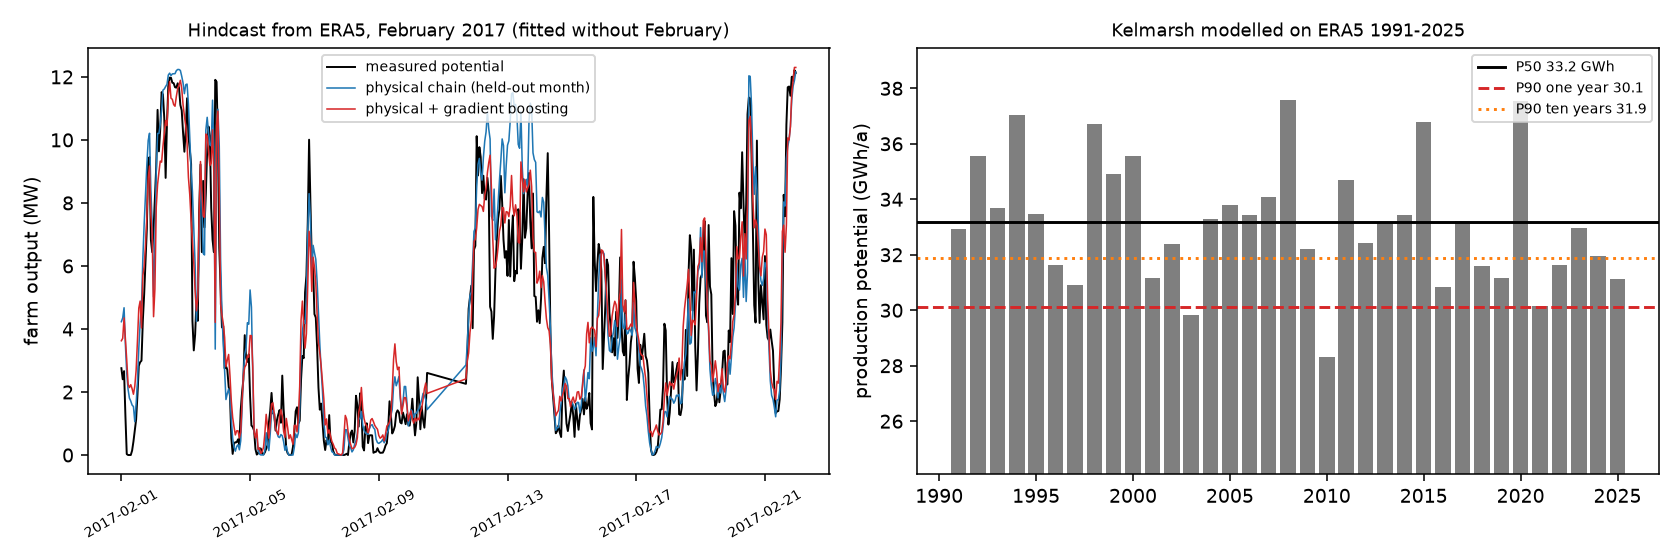 Hindcast from ERA5, February 2017 (fitted without February)
measured potential
physical chain (held-out month)
physical + gradient boosting
farm output (MW)
12
10
8
6
4
2
0
2017-02-01
2017-02-05
2017-02-09
2017-02-13
2017-02-17
2017-02-21
Kelmarsh modelled on ERA5 1991-2025
P50 33.2 GWh
P90 one year 30.1
P90 ten years 31.9
production potential (GWh/a)
38
36
34
32
30
28
26
1990
1995
2000
2005
2010
2015
2020
2025